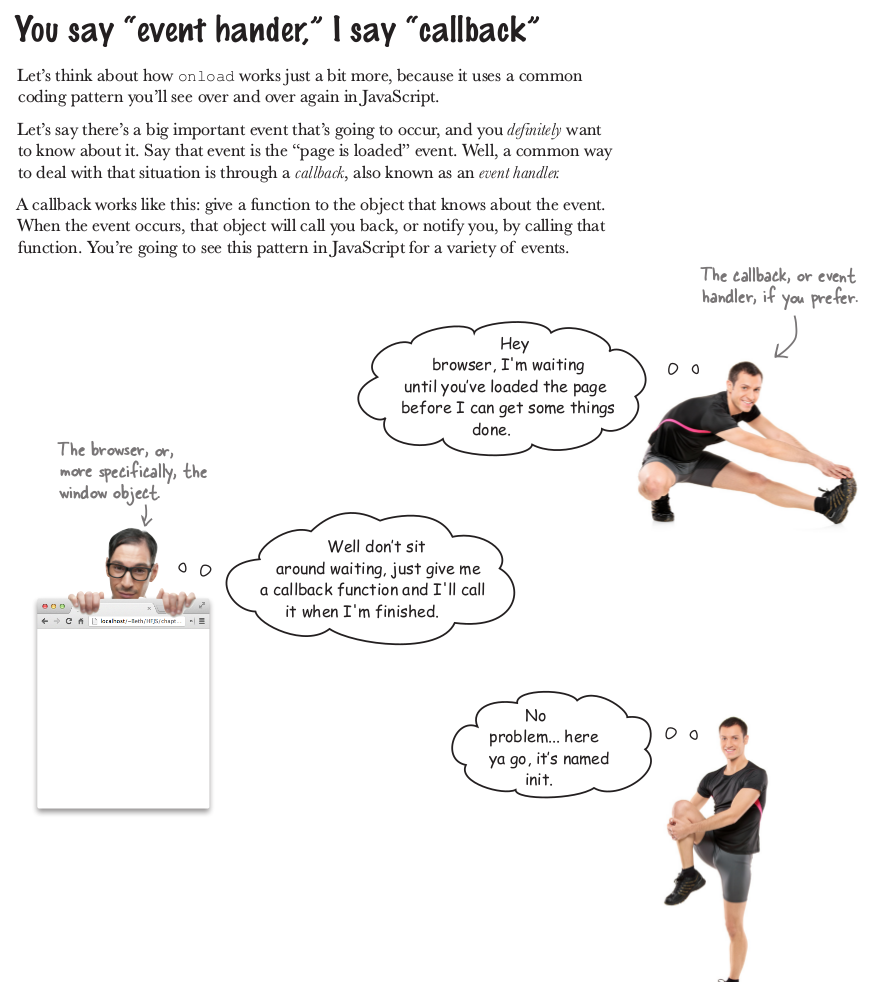 You say “event hander,” I say “callback”
Let’s think about how onload works just a bit more, because it uses a common
coding pattern you’ll see over and over again in JavaScript.
Let’s say there’s a big important event that’s going to occur, and you definitely want
to know about it. Say that event is the “page is loaded” event. Well, a common way
to deal with that situation is through a callback, also known as an event handler.
A callback works like this: give a function to the object that knows about the event.
When the event occurs, that object will call you back, or notify you, by calling that
function. You’re going to see this pattern in JavaScript for a variety of events.
The callback, or event
handler, if you prefer.
Hey
browser, I'm waiting
until you’ve loaded the page
before I can get some things
done.
The browser, or,
more specifically, the
window object
Well don’t sit
around waiting, just give me
a callback function and I'll call
it when I'm finished.
localhost/~Beth/HFJS/chapt...
No
problem... here
ya go, it’s named
init.